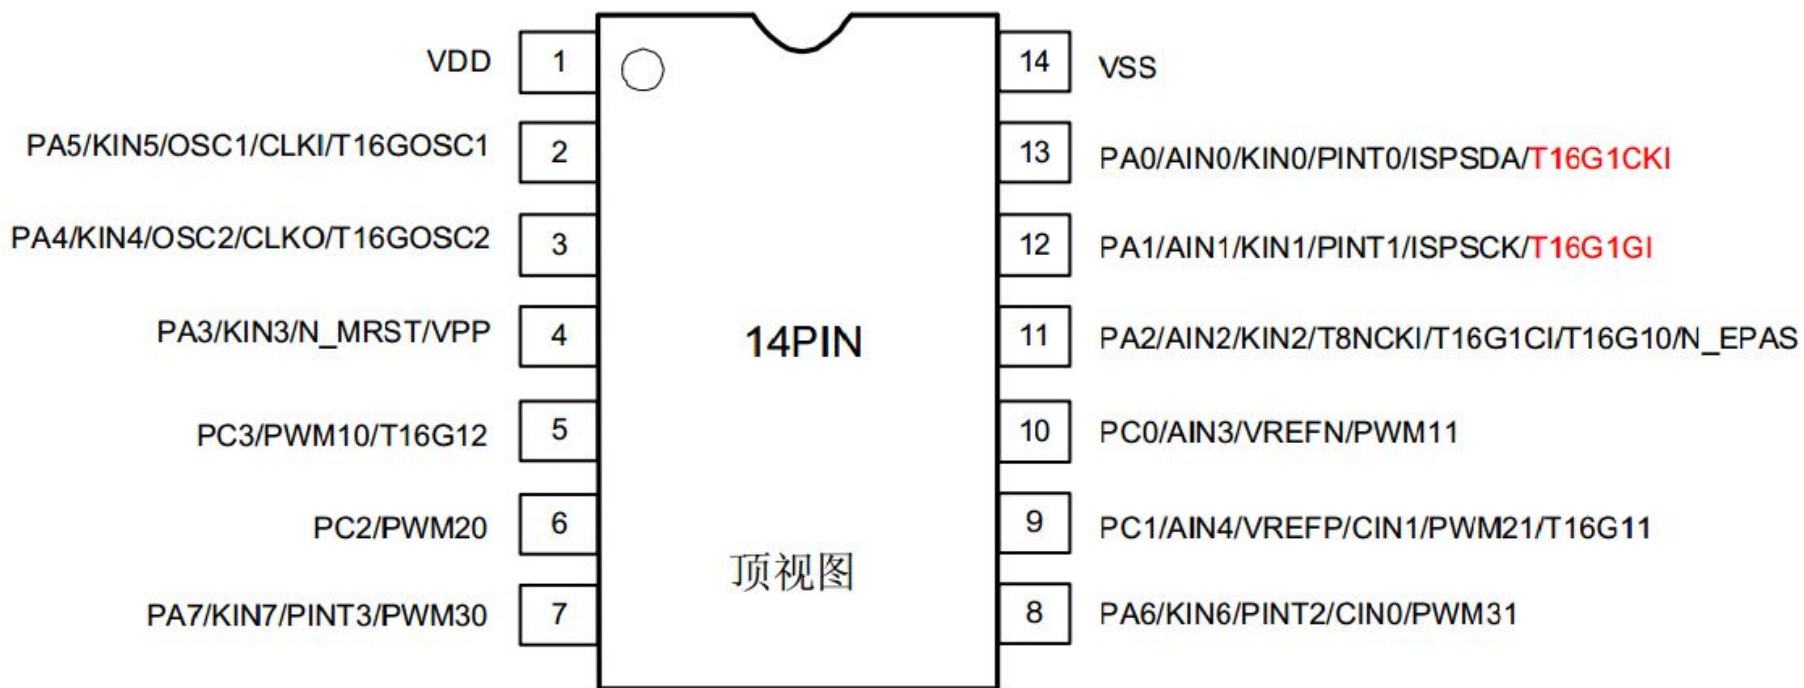 VDD 1 14 VSS
PA5/KIN5/OSC1/CLKI/T16GOSC1 2 13 PA0/AIN0/KIN0/PINT0/ISPSDA/T16G1CKI
PA4/KIN4/OSC2/CLKO/T16GOSC2 3 12 PA1/AIN1/KIN1/PINT1/ISPSCK/T16G1GI
PA3/KIN3/N_MRST/VPP 4 14PIN 11 PA2/AIN2/KIN2/T8NCKI/T16G1CI/T16G10/N_EPAS
PC3/PWM10/T16G12 5 10 PC0/AIN3/VREFN/PWM11
PC2/PWM20 6 9 PC1/AIN4/VREFP/CIN1/PWM21/T16G11
顶视图
PA7/KIN7/PINT3/PWM30 7 8 PA6/KIN6/PINT2/CIN0/PWM31